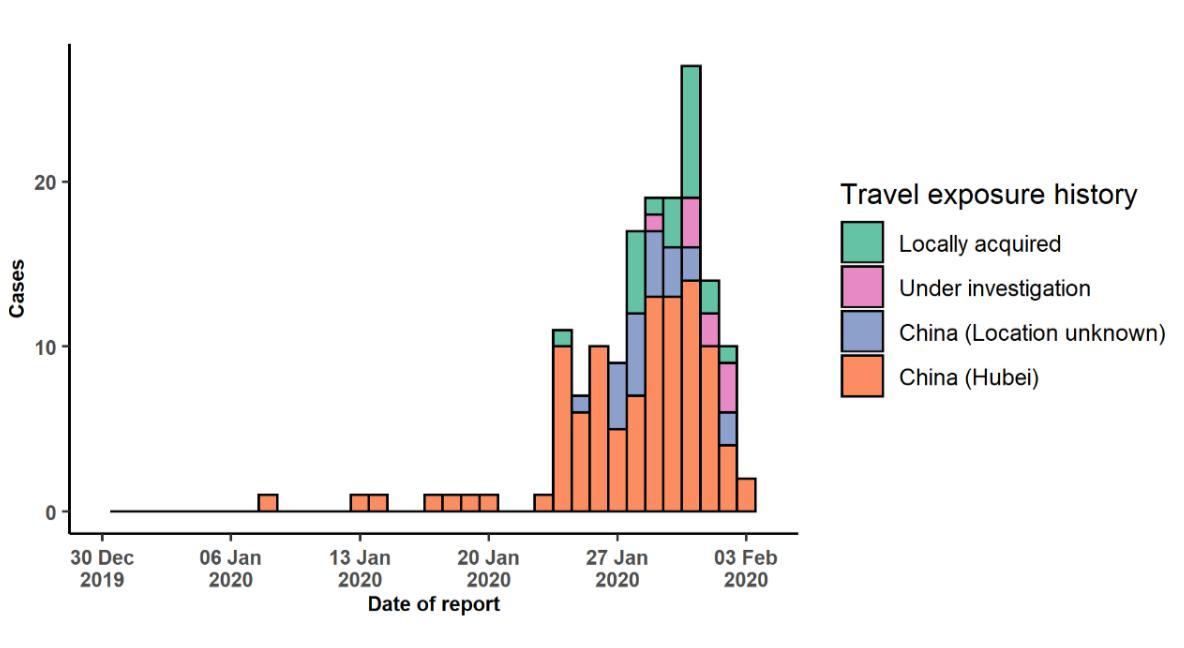 Cases
20
10
0
30 Dec
2019
06 Jan
2020
13 Jan
2020
20 Jan
2020
27 Jan
2020
03 Feb
2020
Date of report
Travel exposure history
Locally acquired
Under investigation
China (Location unknown)
China (Hubei)